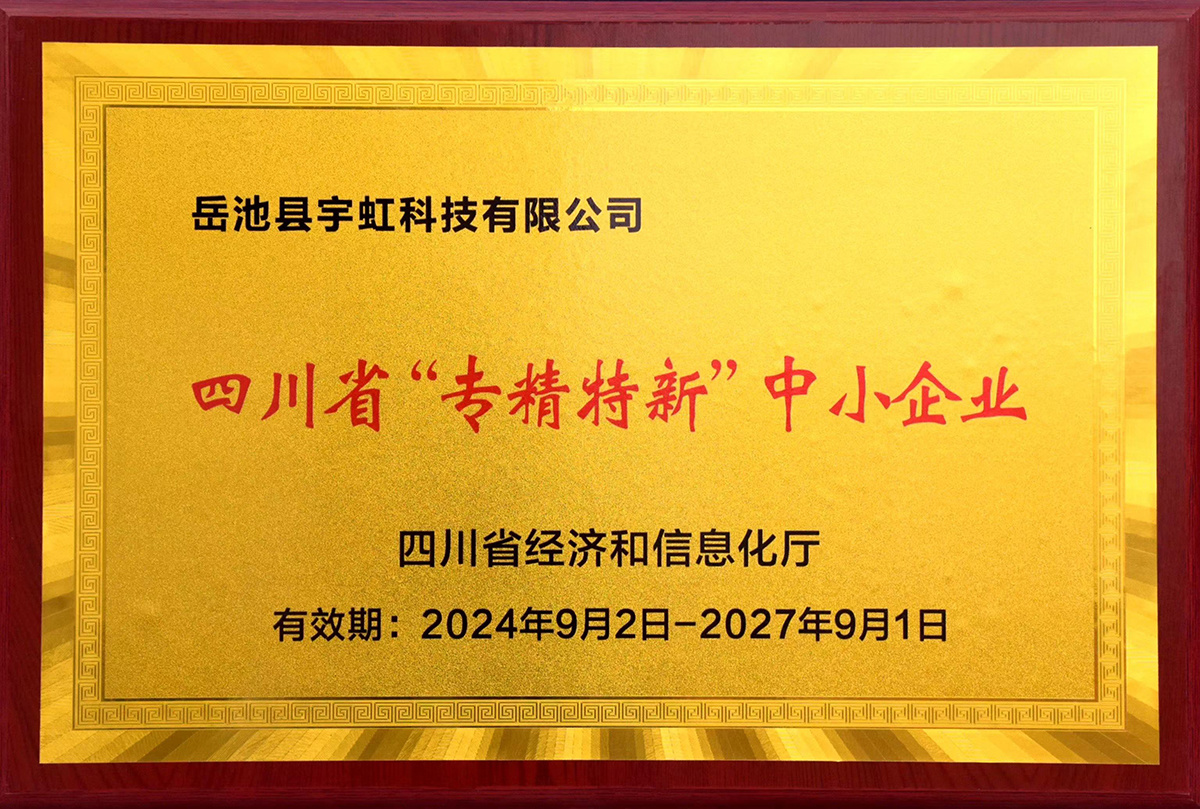 岳池县宇虹科技有限公司
四川省“专精特新”中小企业
四川省经济和信息化厅
有效期：2024年9月2日-2027年9月1日